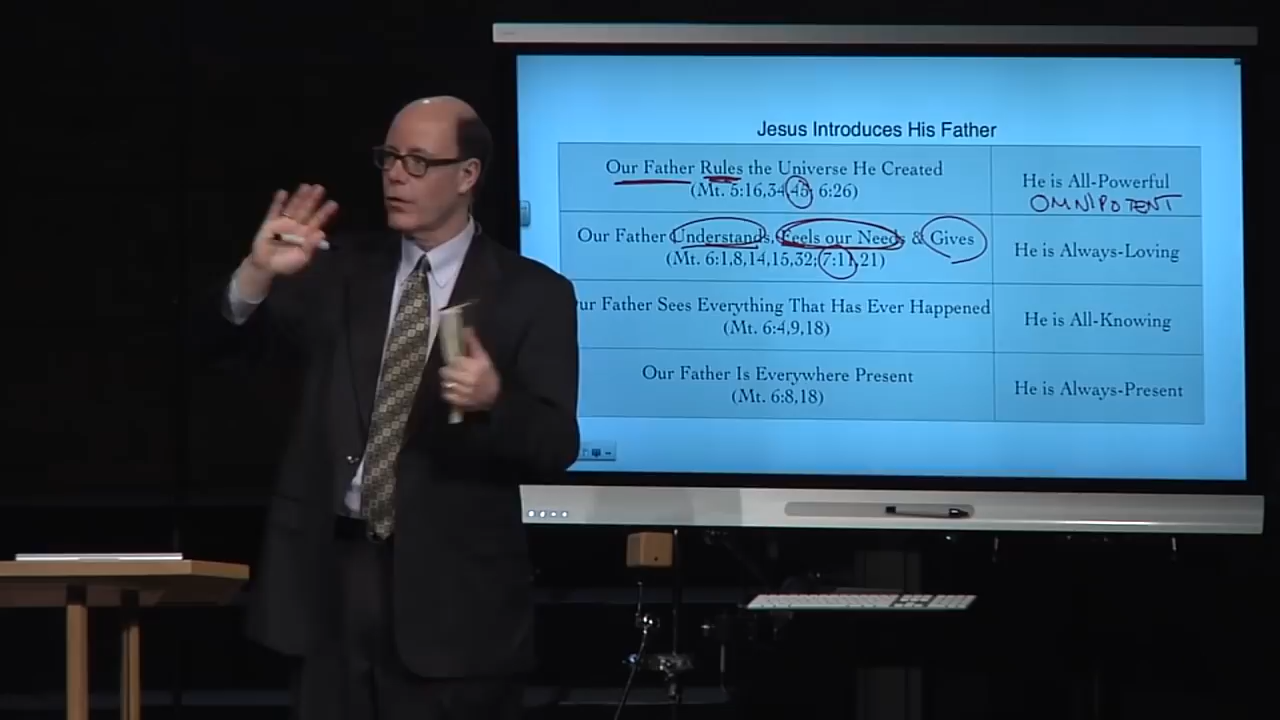 Jesus Introduces His Father
Our Father Rules the Universe He Created
(Mt. 5:16,34,45; 6:26)
He is All-Powerful
OMNIPOTENT
Our Father Understands, Feels our Needs & Gives
(Mt. 6:1,8,14,15,32; 7:11,21)
He is Always-Loving
Father Sees Everything That Has Ever Happened
(Mt. 6:4,9,18)
He is All-Knowing
Our Father Is Everywhere Present
(Mt. 6:8,18)
He is Always-Present